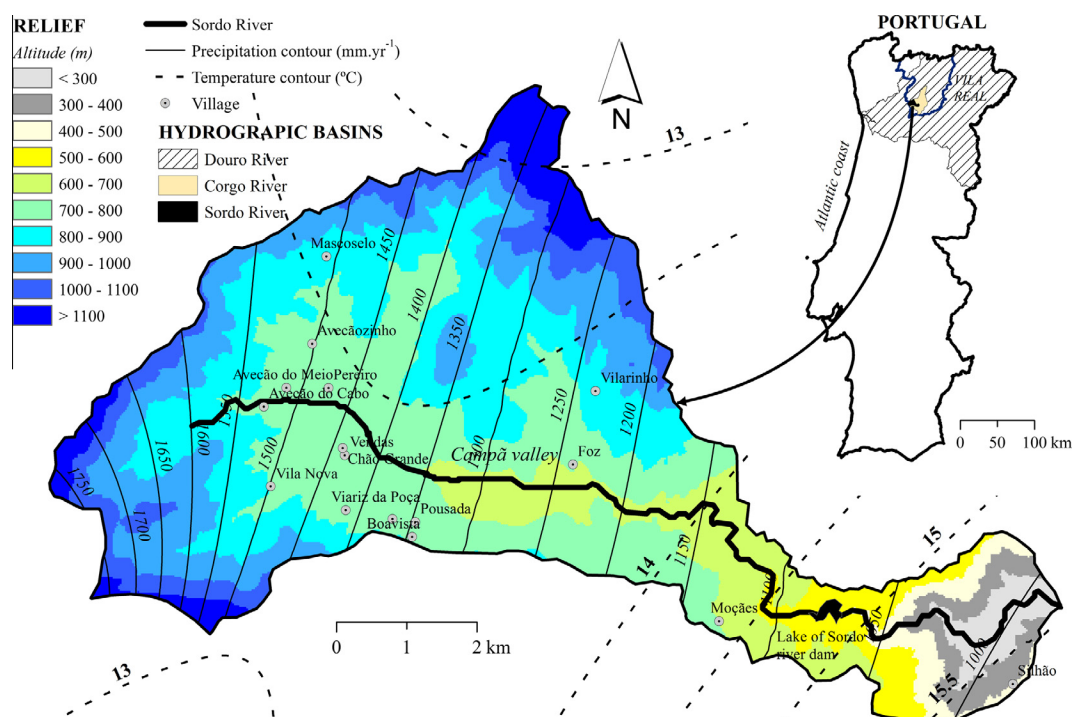 RELIEF
Altitude (m)
< 300
300 - 400
400 - 500
500 - 600
600 - 700
700 - 800
800 - 900
900 - 1000
1000 - 1100
> 1100
Sordo River
Precipitation contour (mm.yr⁻¹)
Temperature contour (ºC)
Village
HYDROGRAPIC BASINS
Douro River
Corgo River
Sordo River
N
PORTUGAL
VILA
REAL
Atlantic coast
0 50 100 km
13
1450
Mascoselo
1400
1350
Avecãozinho
Avecão do Meio
Pereiro
Vilarinho
Avecão do Cabo
1250
1200
1550
1600
1650
1500
Vendas
Chão Grande
Campã valley
Foz
1750
Vila Nova
1700
Viariz da Poça
Pousada
Boavista
1150
14
15
Moçães
Lake of Sordo
river dam
1000
15.5
Silhão
0 1 2 km
13